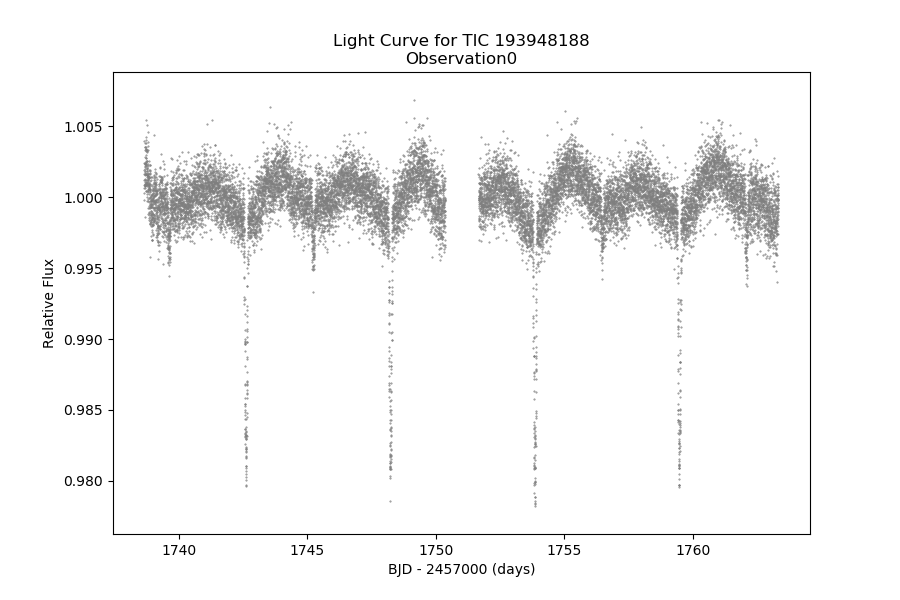 Light Curve for TIC 193948188
Observation0
1.005
1.000
0.995
0.990
0.985
0.980
Relative Flux
1740
1745
1750
1755
1760
BJD - 2457000 (days)